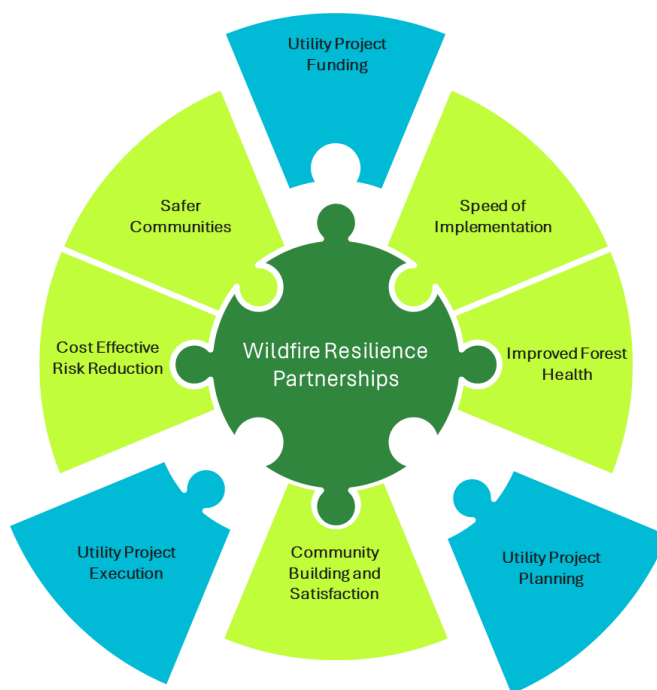 Utility Project
Funding
Safer
Communities
Speed of
Implementation
Cost Effective
Risk Reduction
Wildfire Resilience
Partnerships
Improved Forest
Health
Utility Project
Execution
Community
Building and
Satisfaction
Utility Project
Planning